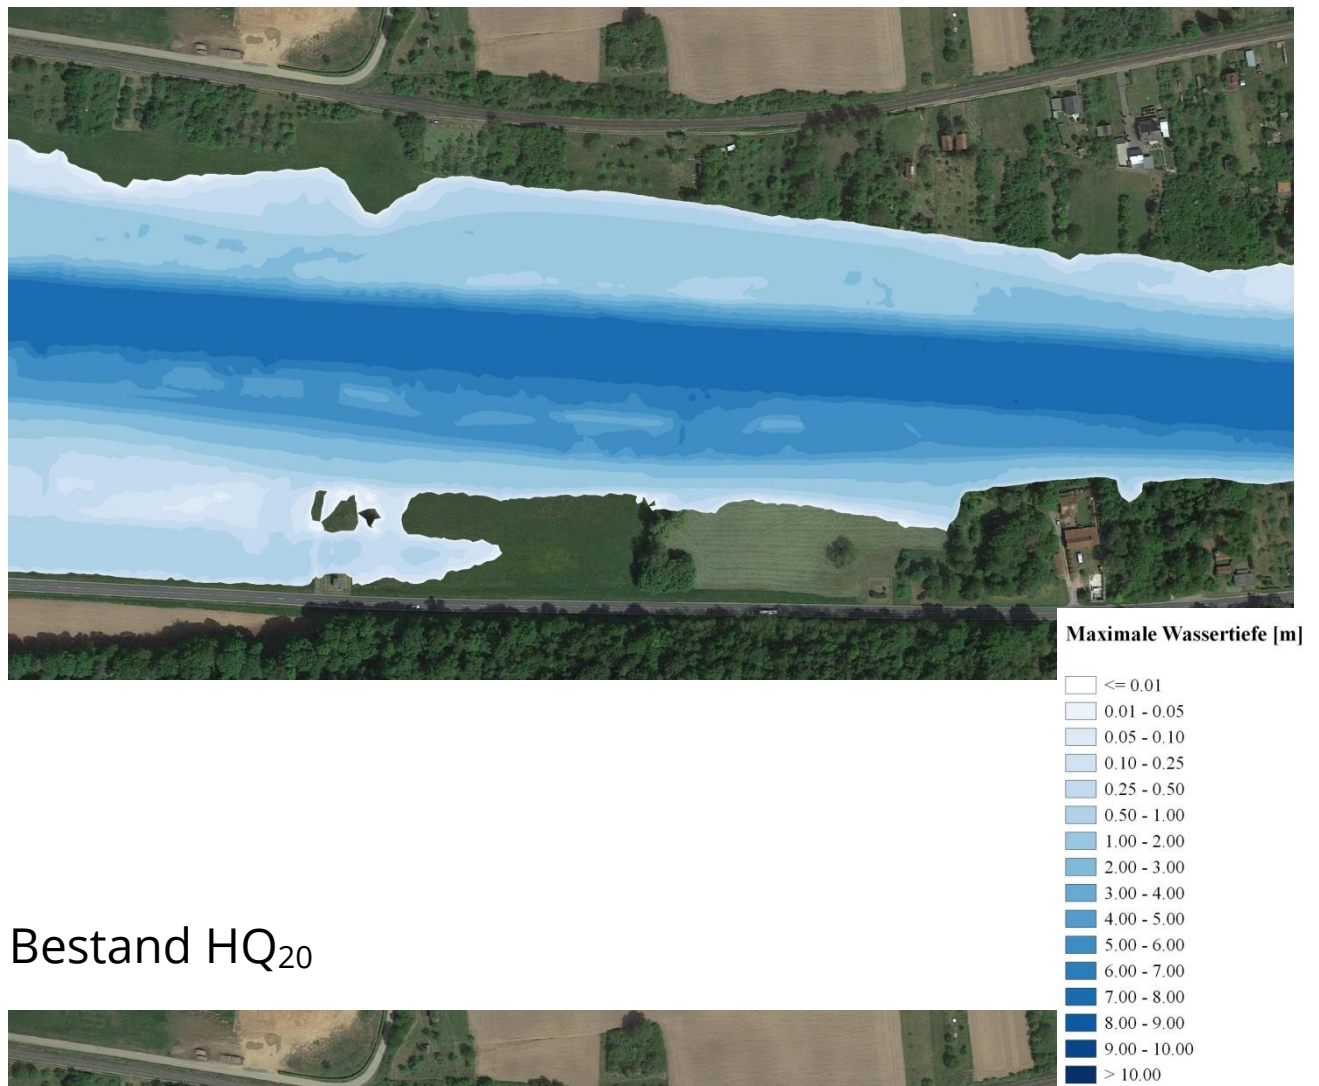 Maximale Wassertiefe [m]
<= 0.01
0.01 - 0.05
0.05 - 0.10
0.10 - 0.25
0.25 - 0.50
0.50 - 1.00
1.00 - 2.00
2.00 - 3.00
3.00 - 4.00
4.00 - 5.00
5.00 - 6.00
6.00 - 7.00
7.00 - 8.00
8.00 - 9.00
9.00 - 10.00
> 10.00
Bestand HQ₂₀